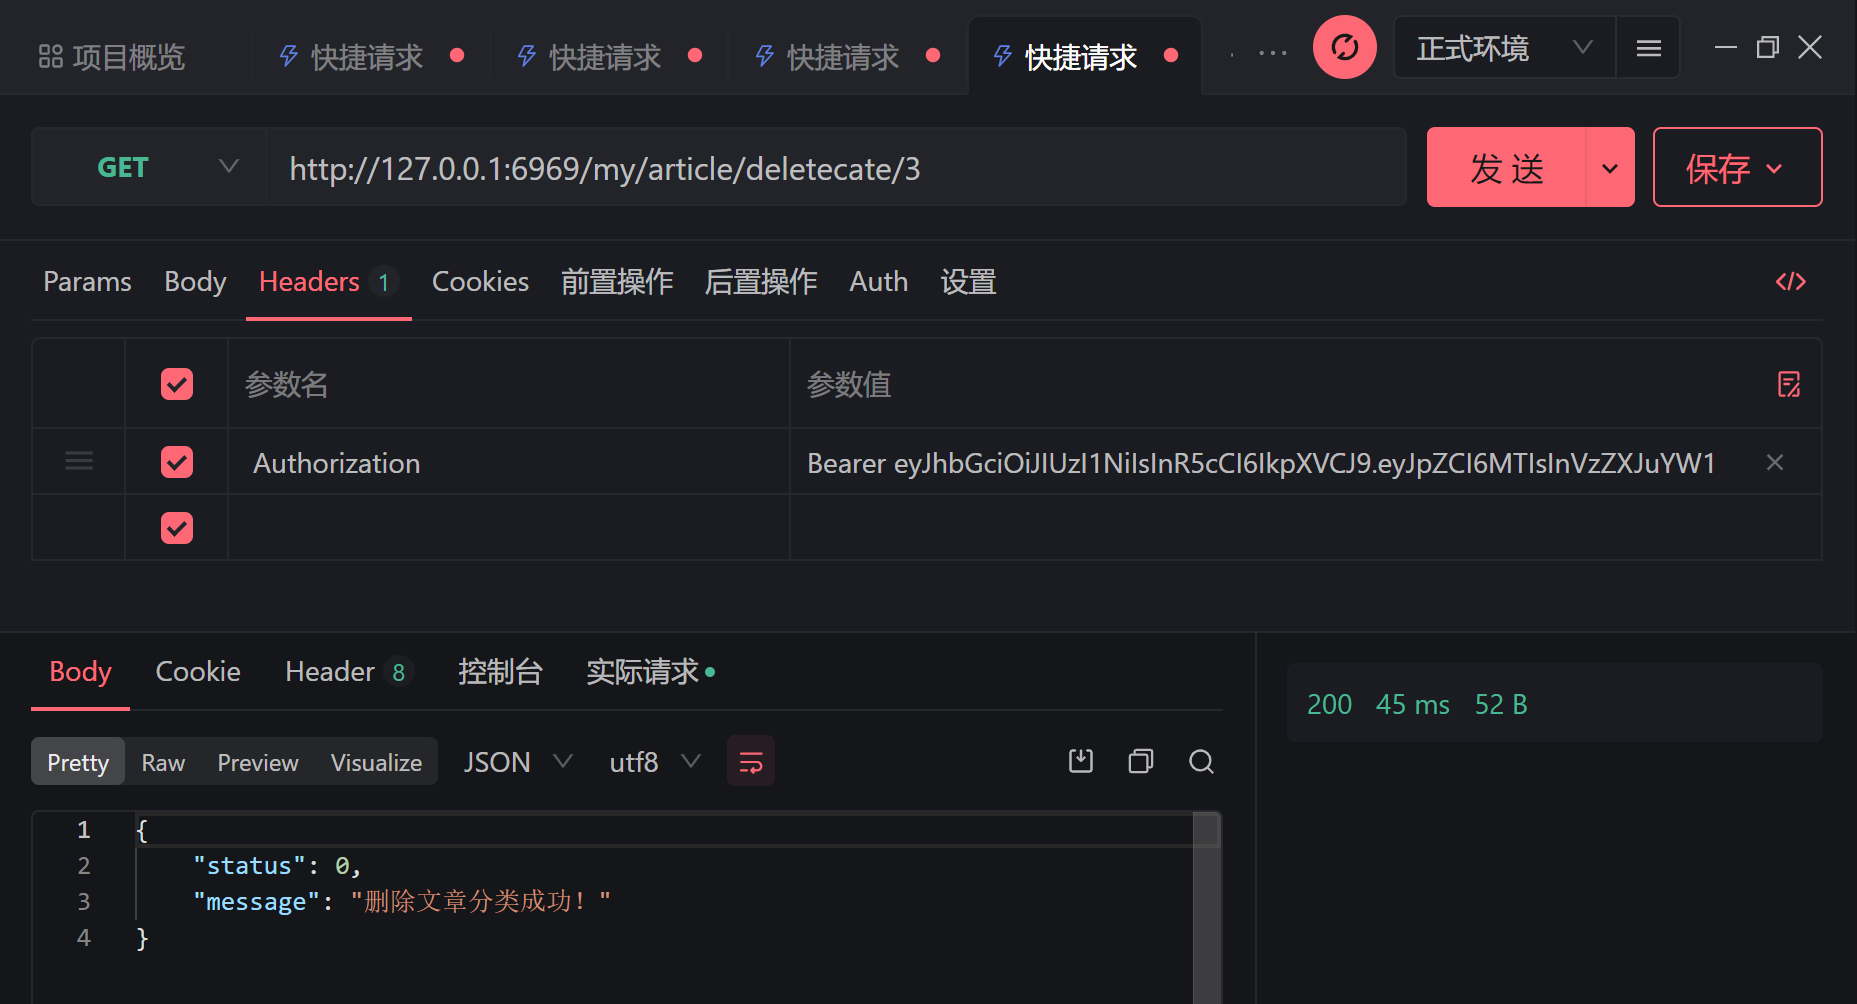 项目概览 快捷请求 快捷请求 快捷请求 快捷请求 正式环境
GET http://127.0.0.1:6969/my/article/deletecate/3 发送 保存
Params Body Headers 1 Cookies 前置操作 后置操作 Auth 设置
参数名 参数值
Authorization Bearer eyJhbGciOiJIUzI1NiIsInR5cCI6IkpXVCJ9.eyJpZCI6MTIsInVzZXJuYW1
Body Cookie Header 8 控制台 实际请求
200 45 ms 52 B
Pretty Raw Preview Visualize JSON utf8
1 {
2 "status": 0,
3 "message": "删除文章分类成功！"
4 }